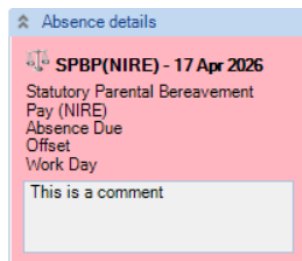 Absence details
SPBP(NIRE) - 17 Apr 2026
Statutory Parental Bereavement
Pay (NIRE)
Absence Due
Offset
Work Day
This is a comment